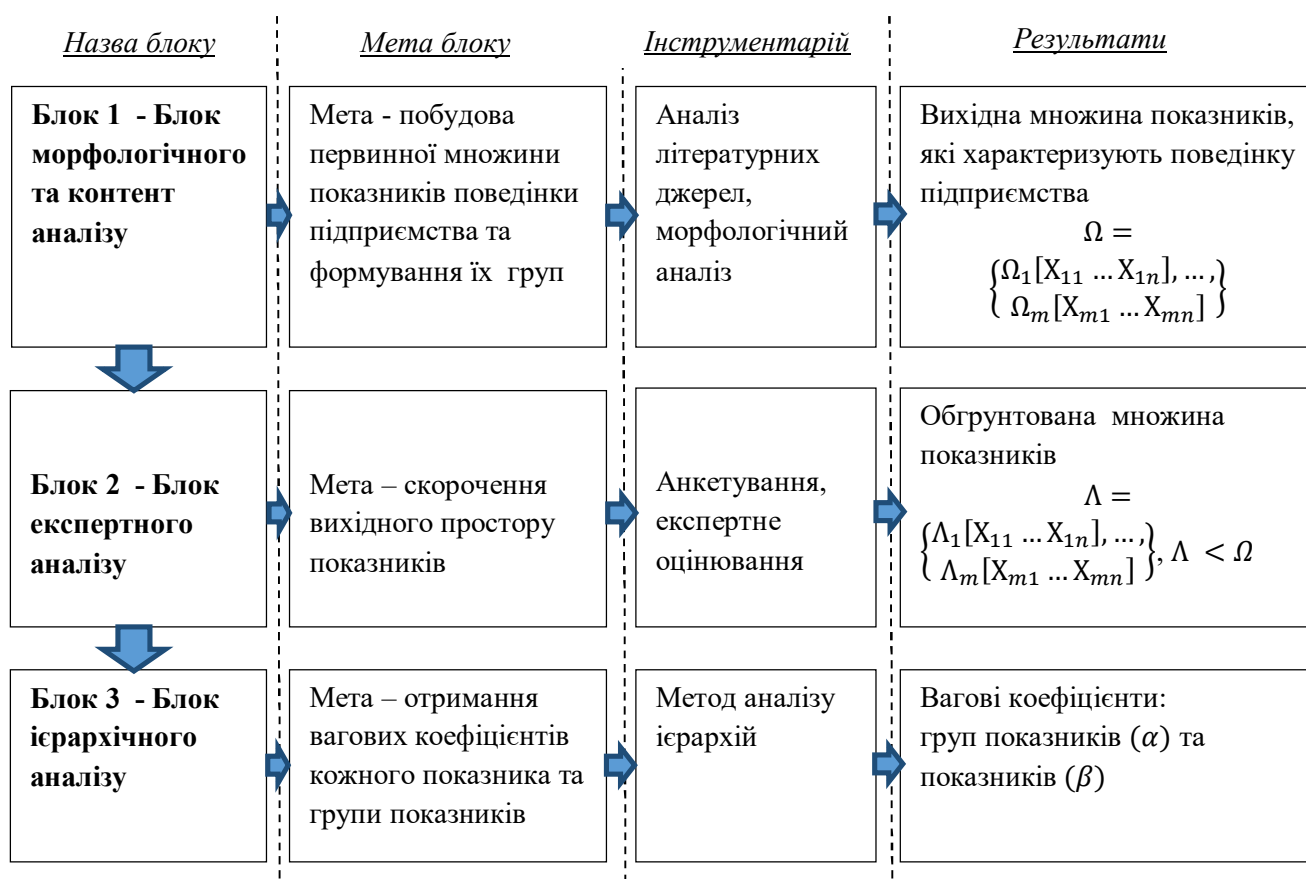 Назва блоку
Мета блоку
Інструментарій
Результати
Блок 1 - Блок
морфологічного
та контент
аналізу
Мета - побудова
первинної множини
показників поведінки
підприємства та
формування їх груп
Аналіз
літературних
джерел,
морфологічний
аналіз
Вихідна множина показників,
які характеризують поведінку
підприємства
Ω =
{Ω₁[X₁₁ … X₁ₙ], … ,
Ωₘ[Xₘ₁ … Xₘₙ]}
Блок 2 - Блок
експертного
аналізу
Мета – скорочення
вихідного простору
показників
Анкетування,
експертне
оцінювання
Обгрунтована множина
показників
Λ =
{Λ₁[X₁₁ … X₁ₙ], … ,
Λₘ[Xₘ₁ … Xₘₙ]}, Λ < Ω
Блок 3 - Блок
ієрархічного
аналізу
Мета – отримання
вагових коефіцієнтів
кожного показника та
групи показників
Метод аналізу
ієрархій
Вагові коефіцієнти:
груп показників (α) та
показників (β)